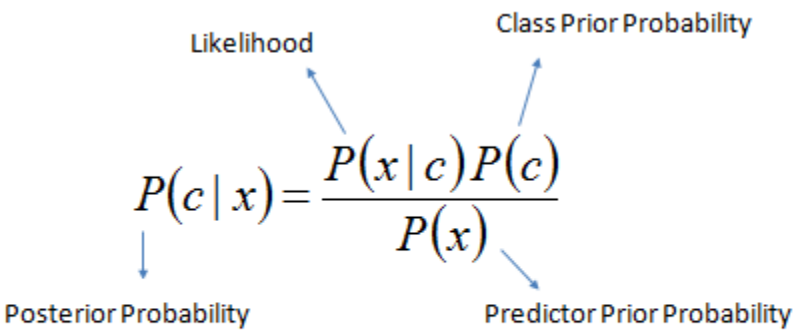 Class Prior Probability
Likelihood
P(c | x) = P(x | c)P(c)
P(x)
Posterior Probability
Predictor Prior Probability